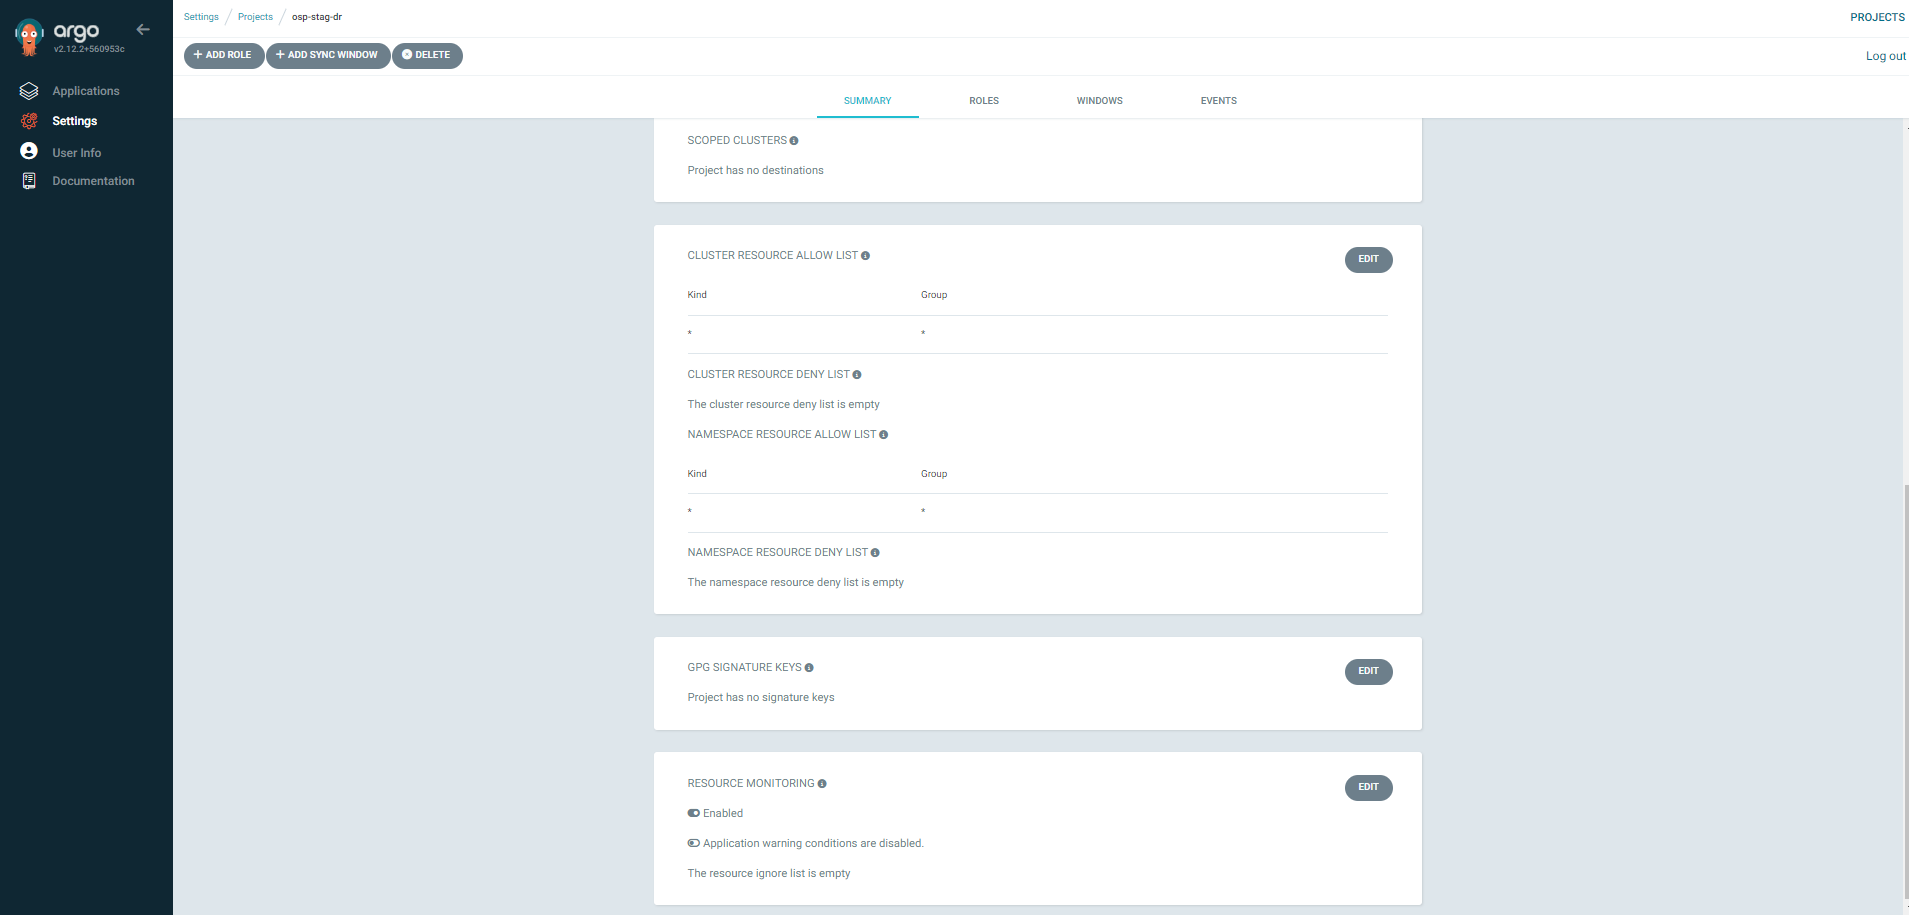 argo
v2.12.2+560953c
Applications
Settings
User Info
Documentation
Settings / Projects / osp-stag-dr
PROJECTS
+ ADD ROLE
+ ADD SYNC WINDOW
DELETE
Log out
SUMMARY
ROLES
WINDOWS
EVENTS
SCOPED CLUSTERS
Project has no destinations
CLUSTER RESOURCE ALLOW LIST
EDIT
Kind Group
* *
CLUSTER RESOURCE DENY LIST
The cluster resource deny list is empty
NAMESPACE RESOURCE ALLOW LIST
Kind Group
* *
NAMESPACE RESOURCE DENY LIST
The namespace resource deny list is empty
GPG SIGNATURE KEYS
EDIT
Project has no signature keys
RESOURCE MONITORING
EDIT
Enabled
Application warning conditions are disabled.
The resource ignore list is empty